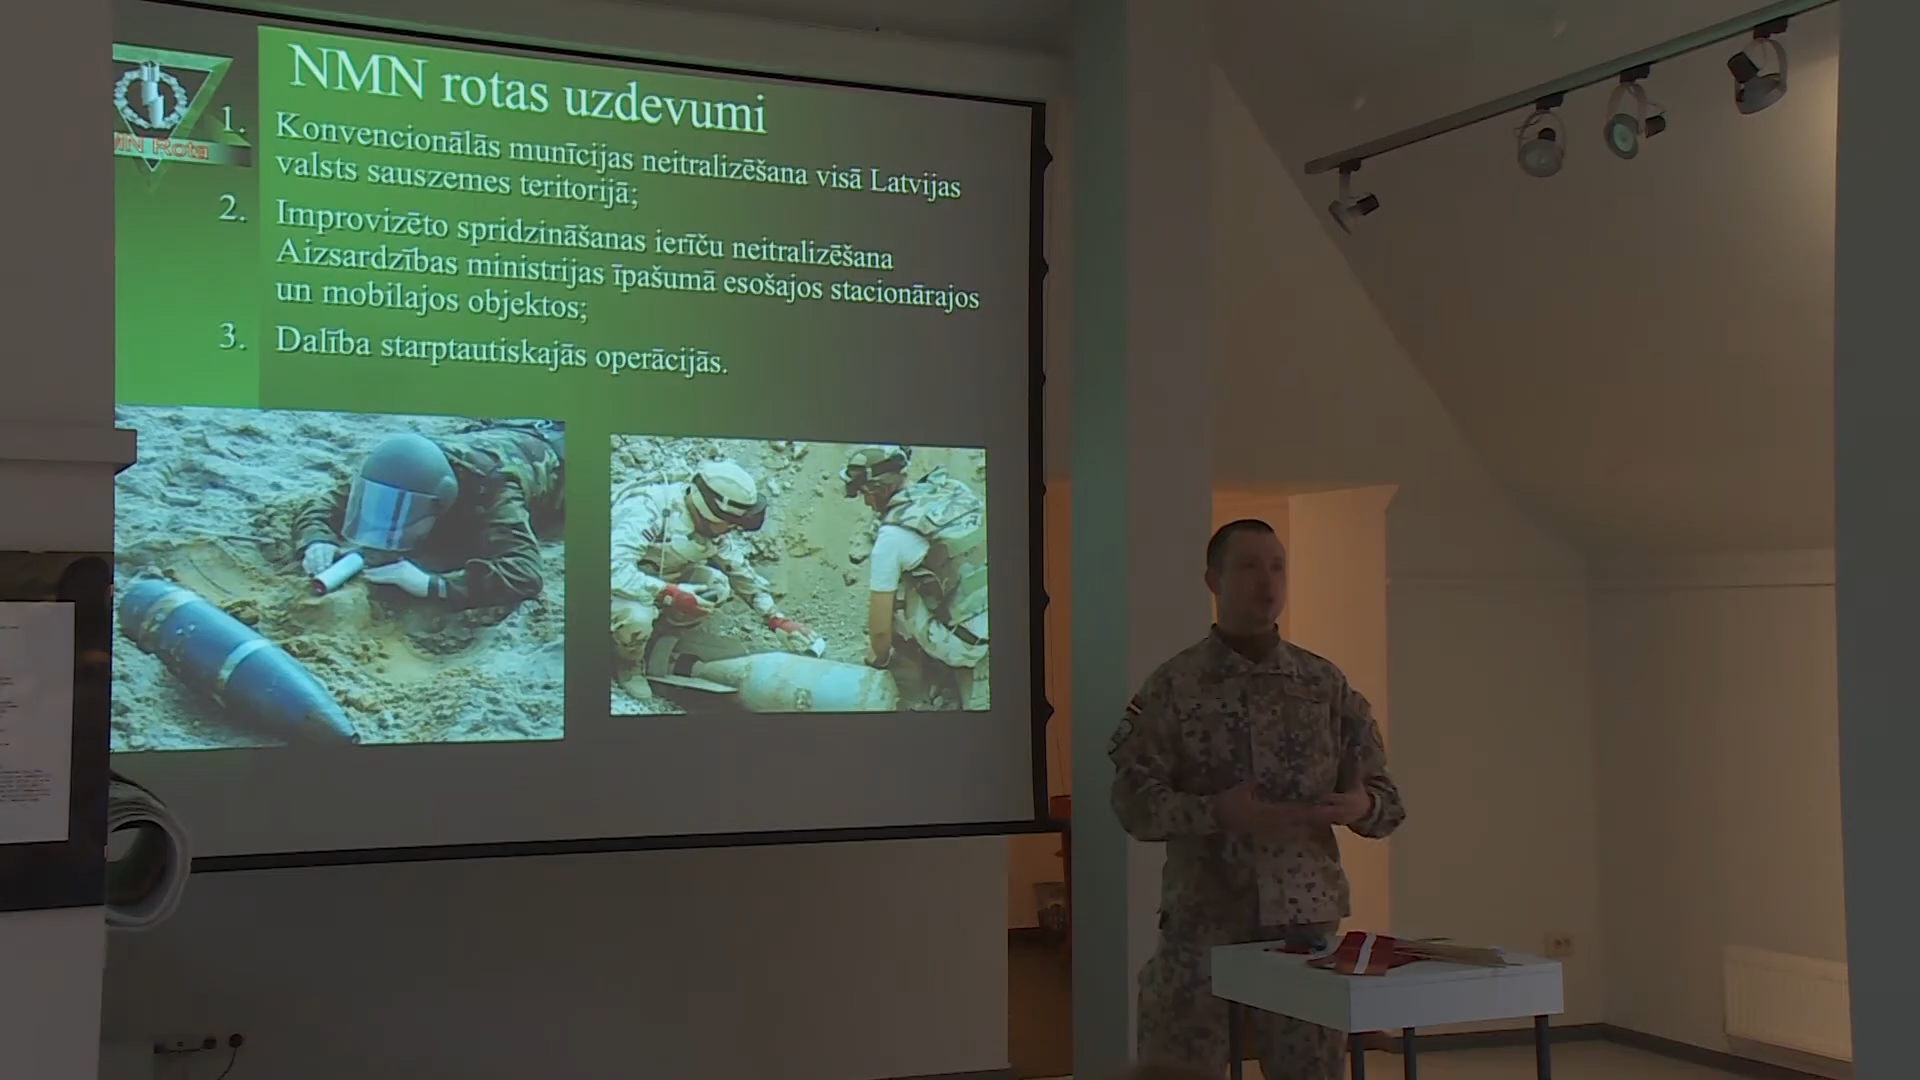 NMN rotas uzdevumi
1. Konvencionālās munīcijas neitralizēšana visā Latvijas
valsts sauszemes teritorijā;
2. Improvizēto spridzināšanas ierīču neitralizēšana
Aizsardzības ministrijas īpašumā esošajos stacionārajos
un mobilajos objektos;
3. Dalība starptautiskajās operācijās.
Rota